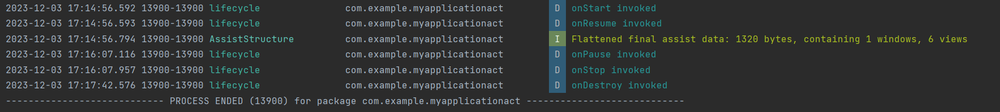 2023-12-03 17:14:56.592 13900-13900 lifecycle com.example.myapplicationact D onStart invoked
2023-12-03 17:14:56.593 13900-13900 lifecycle com.example.myapplicationact D onResume invoked
2023-12-03 17:14:56.794 13900-13900 AssistStructure com.example.myapplicationact I Flattened final assist data: 1320 bytes, containing 1 windows, 6 views
2023-12-03 17:16:07.116 13900-13900 lifecycle com.example.myapplicationact D onPause invoked
2023-12-03 17:16:07.957 13900-13900 lifecycle com.example.myapplicationact D onStop invoked
2023-12-03 17:17:42.576 13900-13900 lifecycle com.example.myapplicationact D onDestroy invoked
---------------------------- PROCESS ENDED (13900) for package com.example.myapplicationact ----------------------------